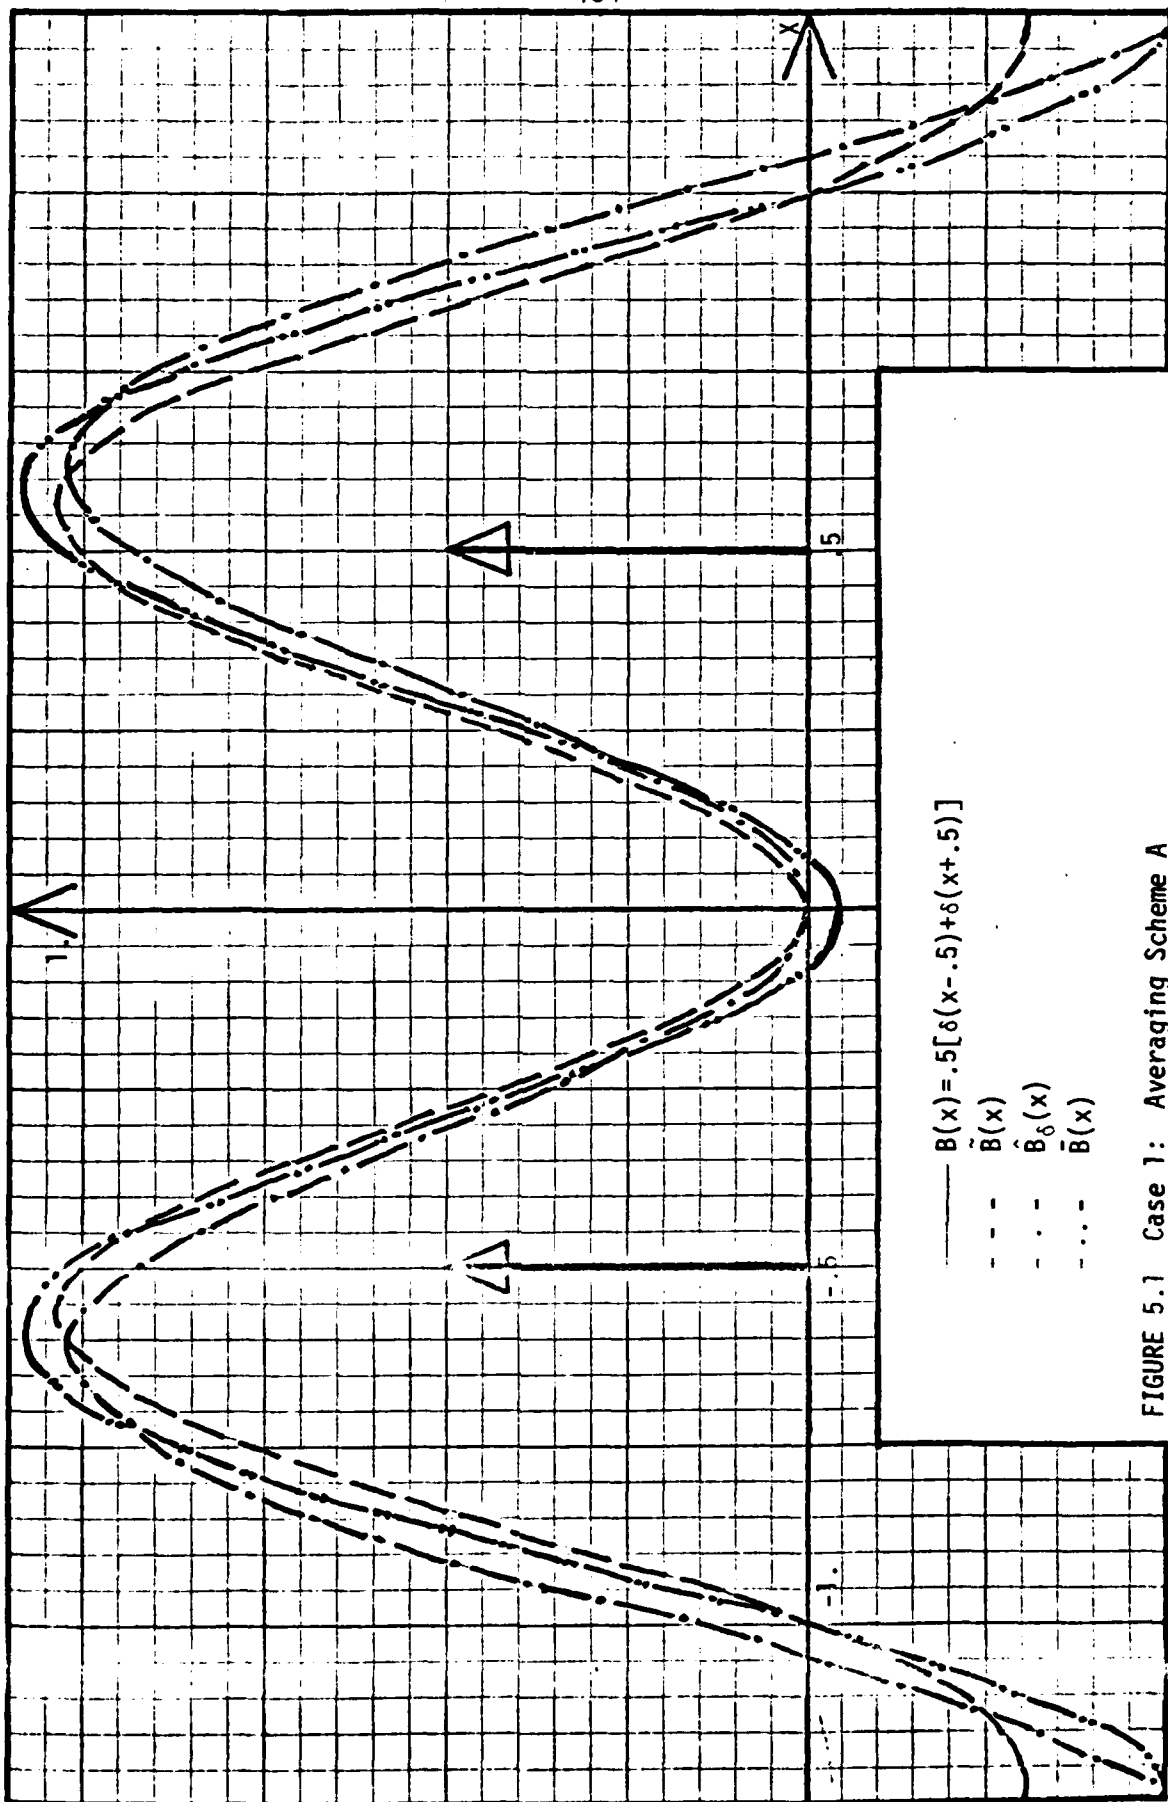 X
1.
.5
-.5
-1.
B(x)=.5[δ(x-.5)+δ(x+.5)]
B̃(x)
B̂δ(x)
B̄(x)
FIGURE 5.1 Case 1: Averaging Scheme A